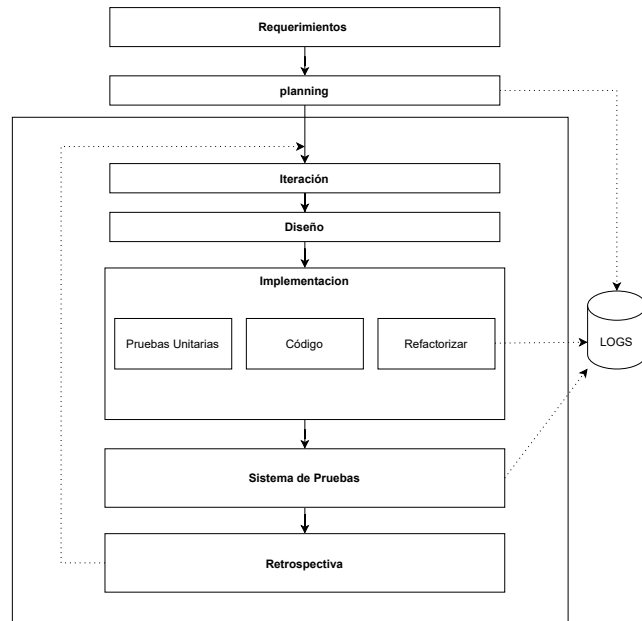 Requerimientos
planning
Iteración
Diseño
Implementacion
Pruebas Unitarias
Código
Refactorizar
LOGS
Sistema de Pruebas
Retrospectiva